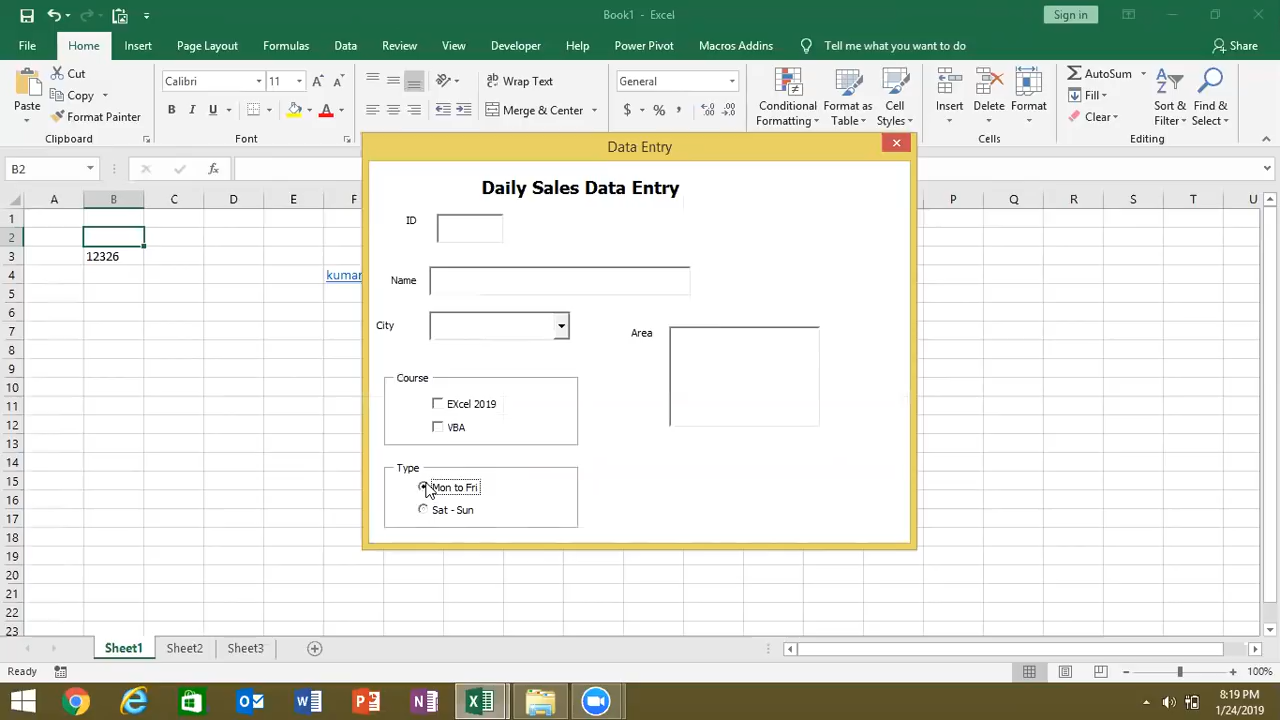 Book1 - Excel
Sign in
File Home Insert Page Layout Formulas Data Review View Developer Help Power Pivot Macros Addins Tell me what you want to do Share
Paste
Cut
Copy
Format Painter
Clipboard
Calibri 11
B I U
Font
Wrap Text
Merge & Center
General
$ % ,
Conditional Formatting
Format as Table
Cell Styles
Insert
Delete
Format
Cells
AutoSum
Fill
Clear
Sort & Filter
Find & Select
Editing
B2
fx
A B C D E F P Q R S T U
1
2
3 12326
4 kumar
5
6
7
8
9
10
11
12
13
14
15
16
17
18
19
20
21
22
23
Data Entry
Daily Sales Data Entry
ID
Name
City
Area
Course
EXcel 2019
VBA
Type
Mon to Fri
Sat - Sun
Sheet1 Sheet2 Sheet3
Ready
100%
8:19 PM
1/24/2019